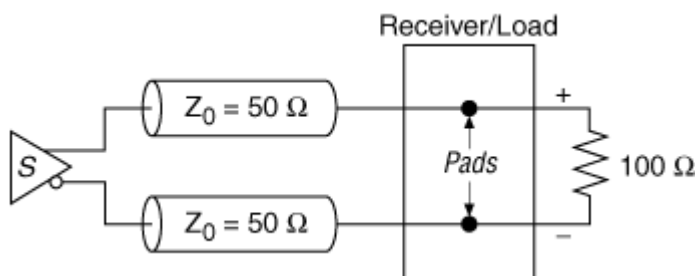 Receiver/Load
Z0 = 50 Ω
+
S
Pads
100 Ω
Z0 = 50 Ω
–